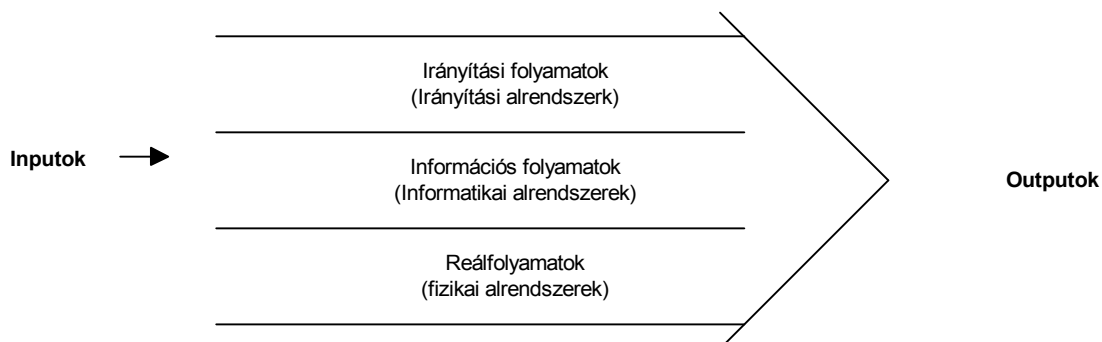 Irányítási folyamatok
(Irányítási alrendszerk)
Inputok
Információs folyamatok
(Informatikai alrendszerek)
Outputok
Reálfolyamatok
(fizikai alrendszerek)